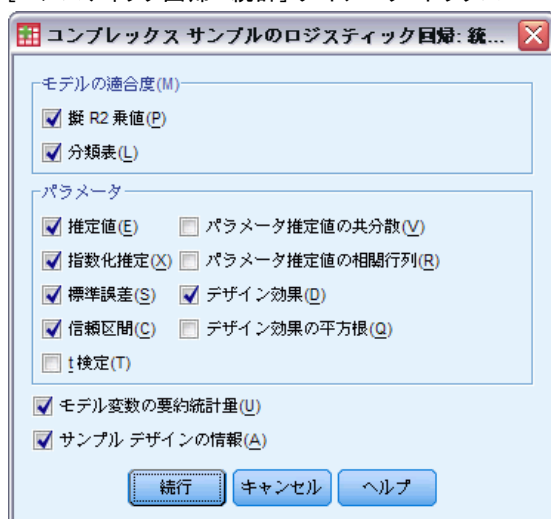 コンプレックス サンプルのロジスティック回帰: 統...
モデルの適合度(M)
擬 R2 乗値(P)
分類表(L)
パラメータ
推定値(E) パラメータ推定値の共分散(V)
指数化推定(X) パラメータ推定値の相関行列(R)
標準誤差(S) デザイン効果(D)
信頼区間(C) デザイン効果の平方根(Q)
t 検定(T)
モデル変数の要約統計量(U)
サンプル デザインの情報(A)
続行 キャンセル ヘルプ